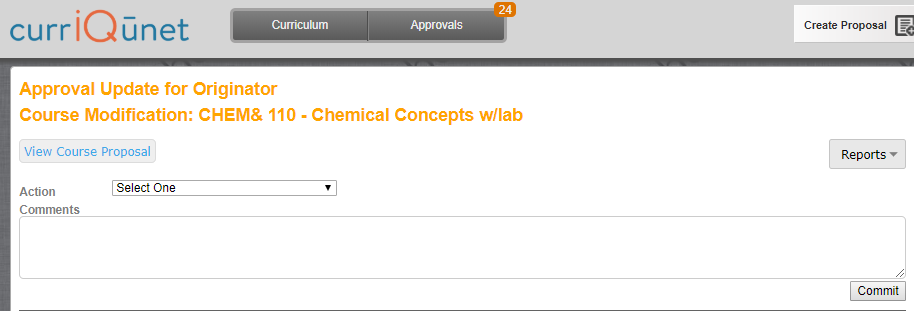 currIQūnet
Curriculum
Approvals
24
Create Proposal
Approval Update for Originator
Course Modification: CHEM& 110 - Chemical Concepts w/lab
View Course Proposal
Reports
Action
Select One
Comments
Commit